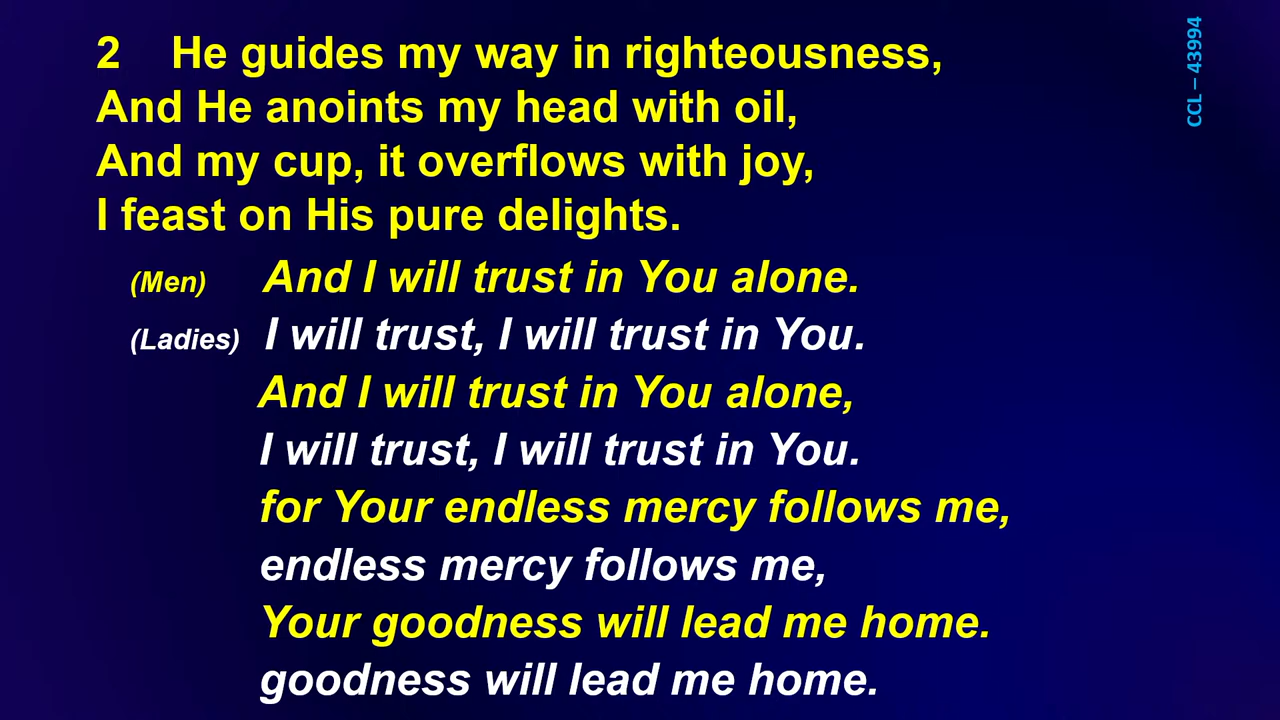 2 He guides my way in righteousness,
And He anoints my head with oil,
And my cup, it overflows with joy,
I feast on His pure delights.
(Men) And I will trust in You alone.
(Ladies) I will trust, I will trust in You.
And I will trust in You alone,
I will trust, I will trust in You.
for Your endless mercy follows me,
endless mercy follows me,
Your goodness will lead me home.
goodness will lead me home.
CCL – 43994